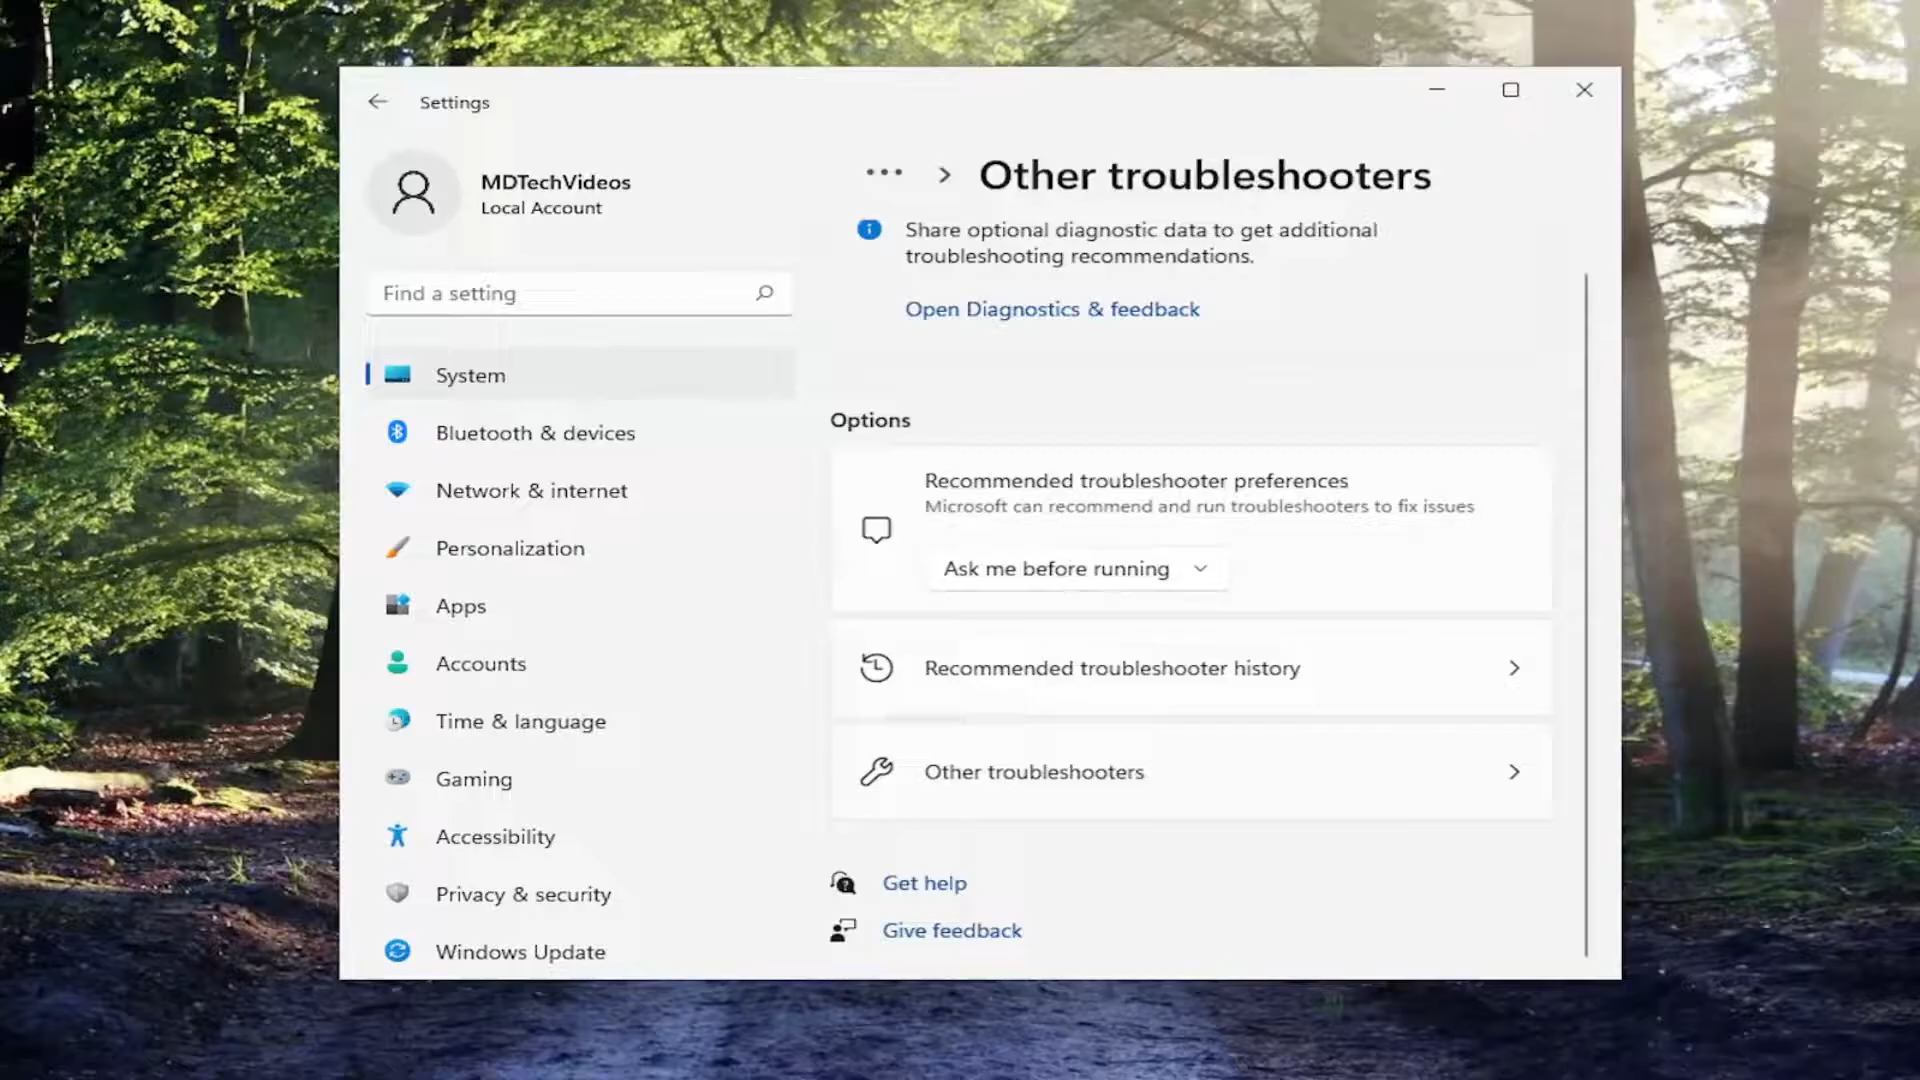 Settings
MDTechVideos
Local Account
Find a setting
System
Bluetooth & devices
Network & internet
Personalization
Apps
Accounts
Time & language
Gaming
Accessibility
Privacy & security
Windows Update
... > Other troubleshooters
Share optional diagnostic data to get additional
troubleshooting recommendations.
Open Diagnostics & feedback
Options
Recommended troubleshooter preferences
Microsoft can recommend and run troubleshooters to fix issues
Ask me before running
Recommended troubleshooter history
Other troubleshooters
Get help
Give feedback